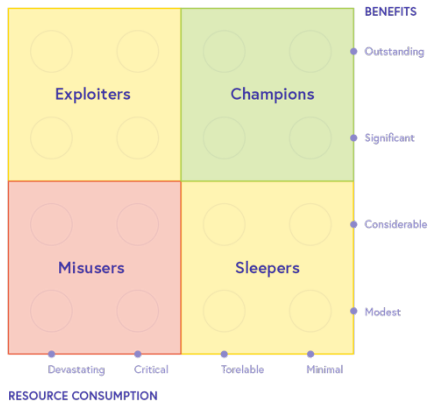 BENEFITS
Outstanding
Exploiters
Champions
Significant
Considerable
Misusers
Sleepers
Modest
Devastating
Critical
Torelable
Minimal
RESOURCE CONSUMPTION